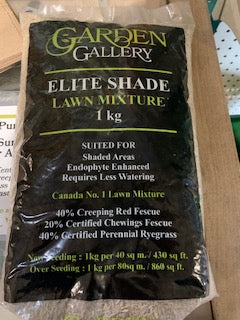 GARDEN
GALLERY
ELITE SHADE
LAWN MIXTURE
1 kg
SUITED FOR
Shaded Areas
Endophyte Enhanced
Requires Less Watering
Canada No. 1 Lawn Mixture
40% Creeping Red Fescue
20% Certified Chewings Fescue
40% Certified Perennial Ryegrass
New Seeding : 1kg per 40 sq m. / 430 sq ft.
Over Seeding : 1 kg per 80sq m. / 860 sq ft.